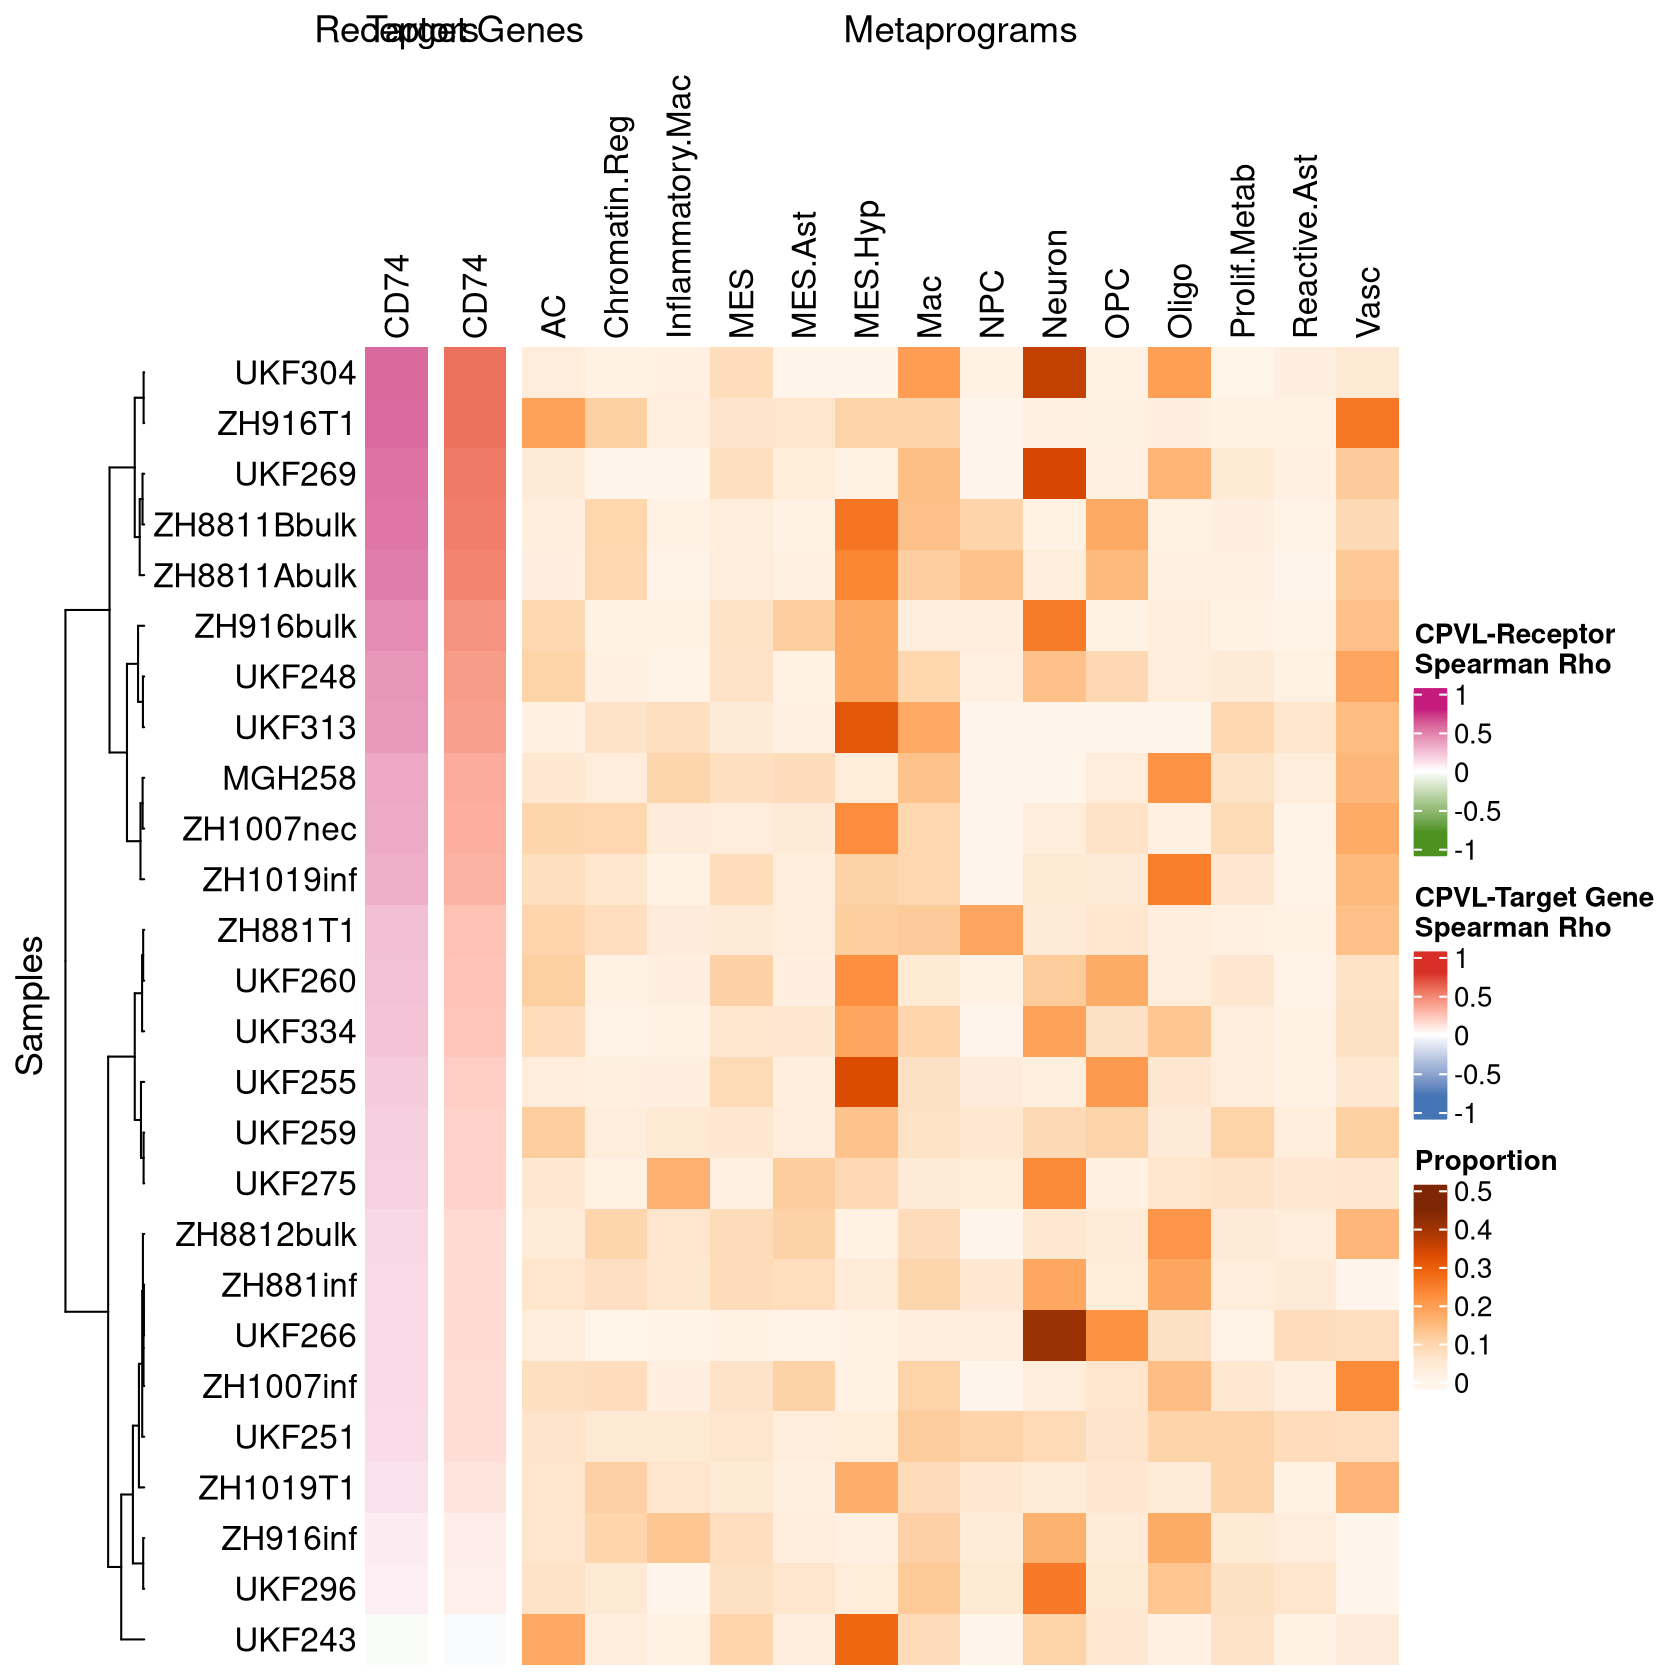 Receptors Target Genes Metaprograms
CD74
CD74
AC
Chromatin.Reg
Inflammatory.Mac
MES
MES.Ast
MES.Hyp
Mac
NPC
Neuron
OPC
Oligo
Prolif.Metab
Reactive.Ast
Vasc
Samples
UKF304
ZH916T1
UKF269
ZH8811Bbulk
ZH8811Abulk
ZH916bulk
UKF248
UKF313
MGH258
ZH1007nec
ZH1019inf
ZH881T1
UKF260
UKF334
UKF255
UKF259
UKF275
ZH8812bulk
ZH881inf
UKF266
ZH1007inf
UKF251
ZH1019T1
ZH916inf
UKF296
UKF243
CPVL-Receptor
Spearman Rho
1
0.5
0
-0.5
-1
CPVL-Target Gene
Spearman Rho
1
0.5
0
-0.5
-1
Proportion
0.5
0.4
0.3
0.2
0.1
0